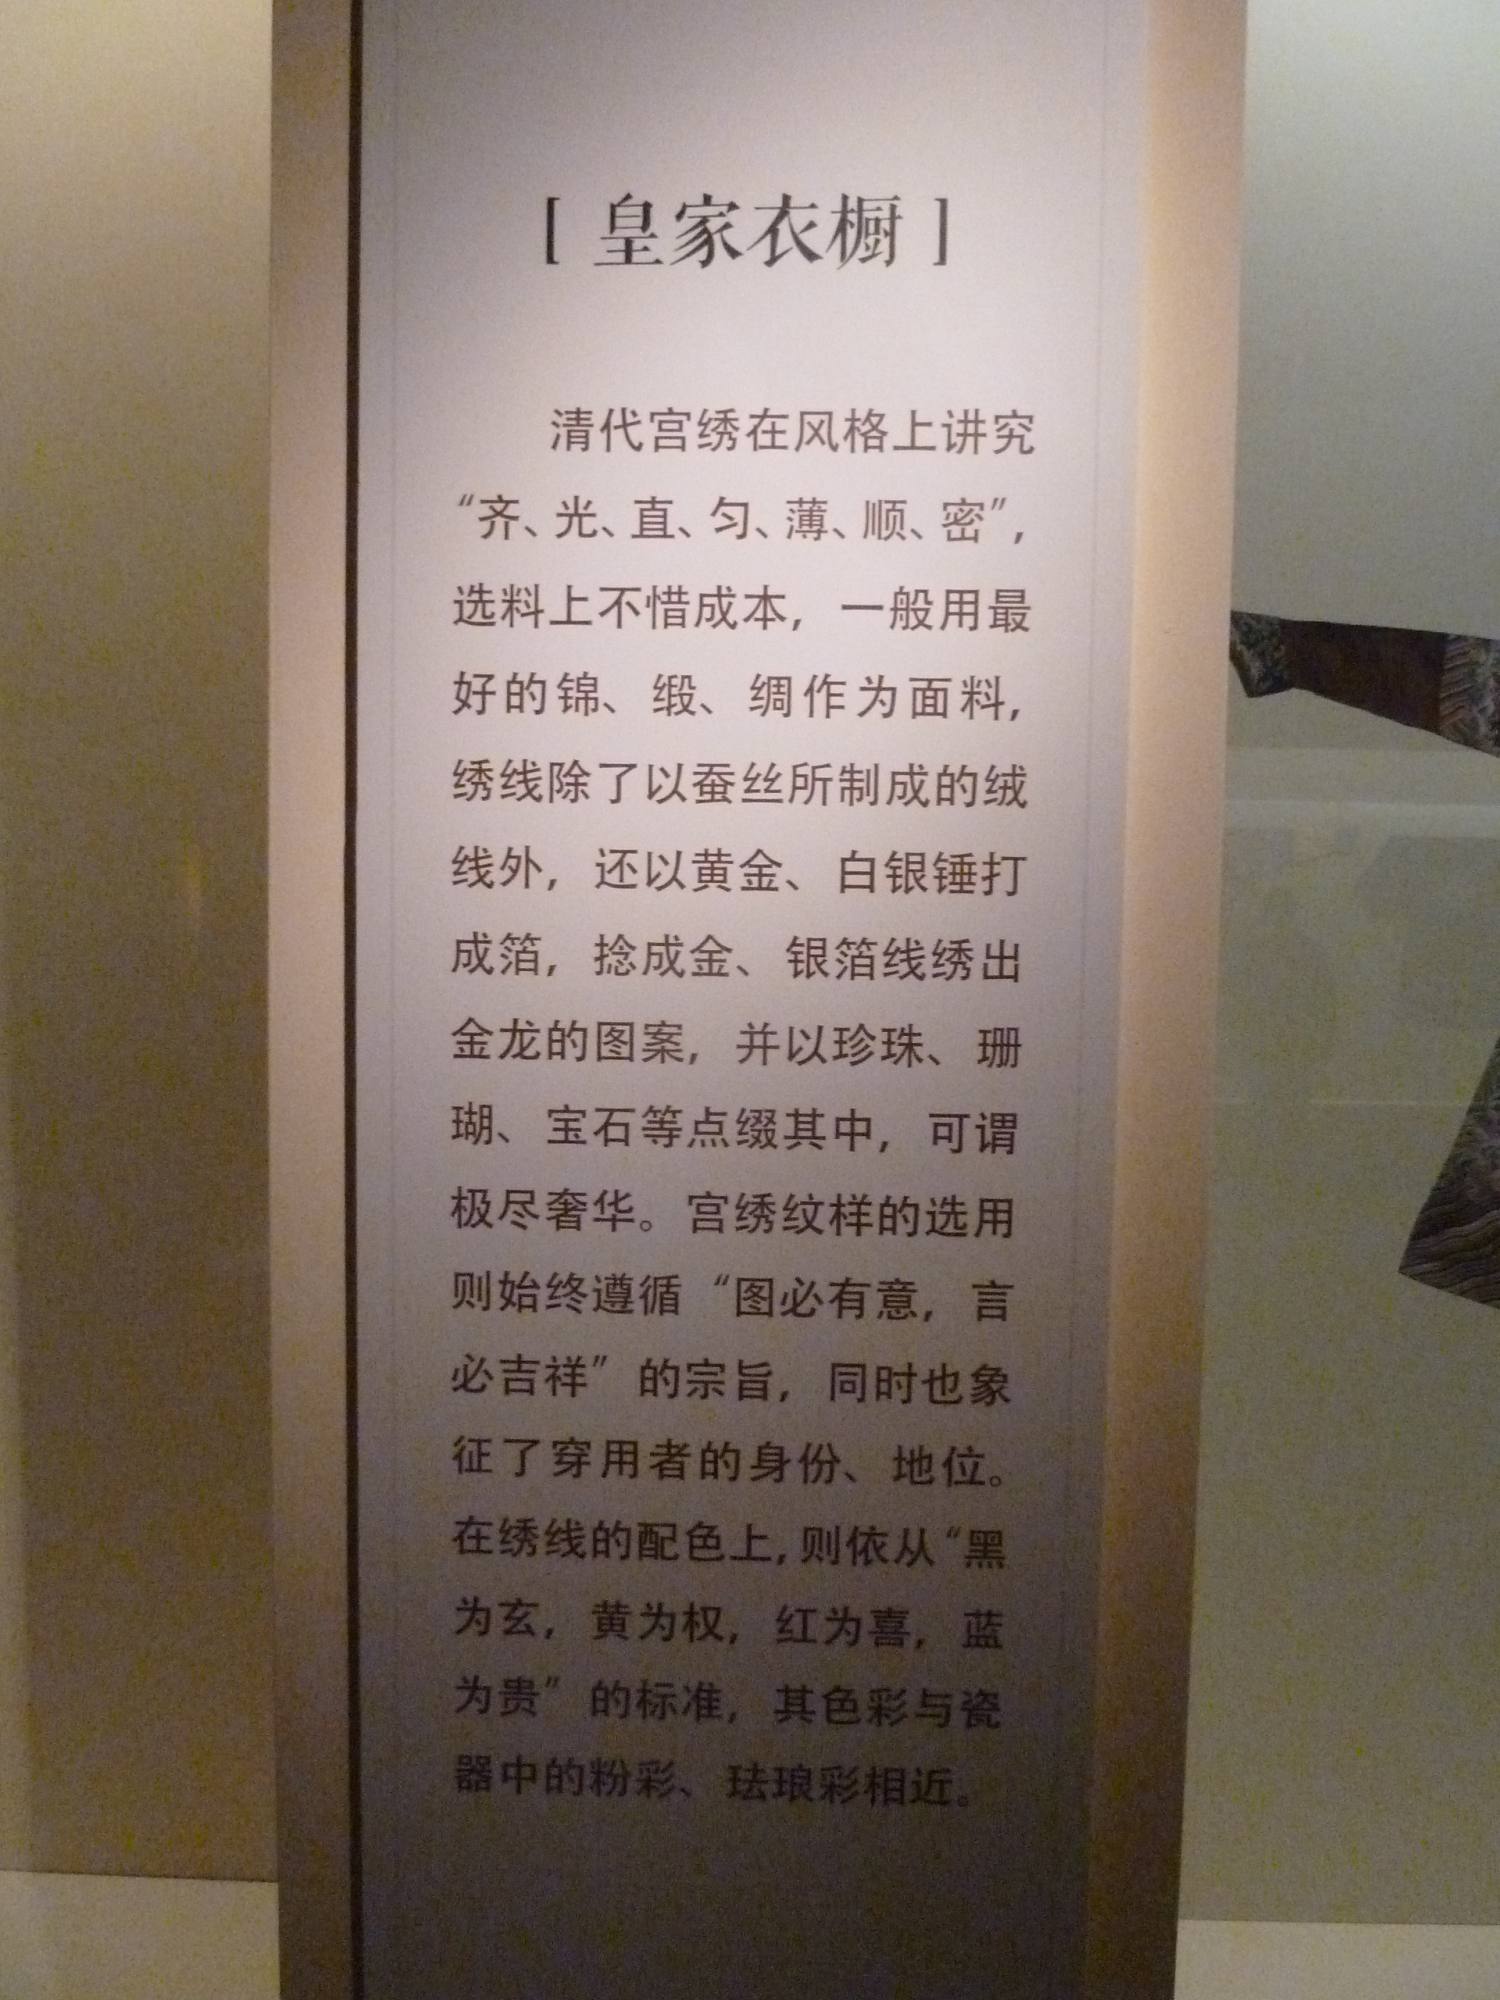 [ 皇家衣橱 ]
清代宫绣在风格上讲究
“齐、光、直、匀、薄、顺、密”，
选料上不惜成本，一般用最
好的锦、缎、绸作为面料，
绣线除了以蚕丝所制成的绒
线外，还以黄金、白银锤打
成箔，捻成金、银箔线绣出
金龙的图案，并以珍珠、珊
瑚、宝石等点缀其中，可谓
极尽奢华。宫绣纹样的选用
则始终遵循“图必有意，言
必吉祥”的宗旨，同时也象
征了穿用者的身份、地位。
在绣线的配色上，则依从“黑
为玄，黄为权，红为喜，蓝
为贵”的标准，其色彩与瓷
器中的粉彩、珐琅彩相近。